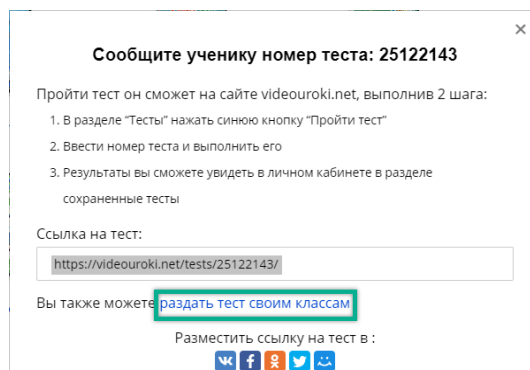 Сообщите ученику номер теста: 25122143
Пройти тест он сможет на сайте videouroki.net, выполнив 2 шага:
1. В разделе “Тесты” нажать синюю кнопку “Пройти тест”
2. Ввести номер теста и выполнить его
3. Результаты вы сможете увидеть в личном кабинете в разделе
сохраненные тесты
Ссылка на тест:
https://videouroki.net/tests/25122143/
Вы также можете раздать тест своим классам
Разместить ссылку на тест в :